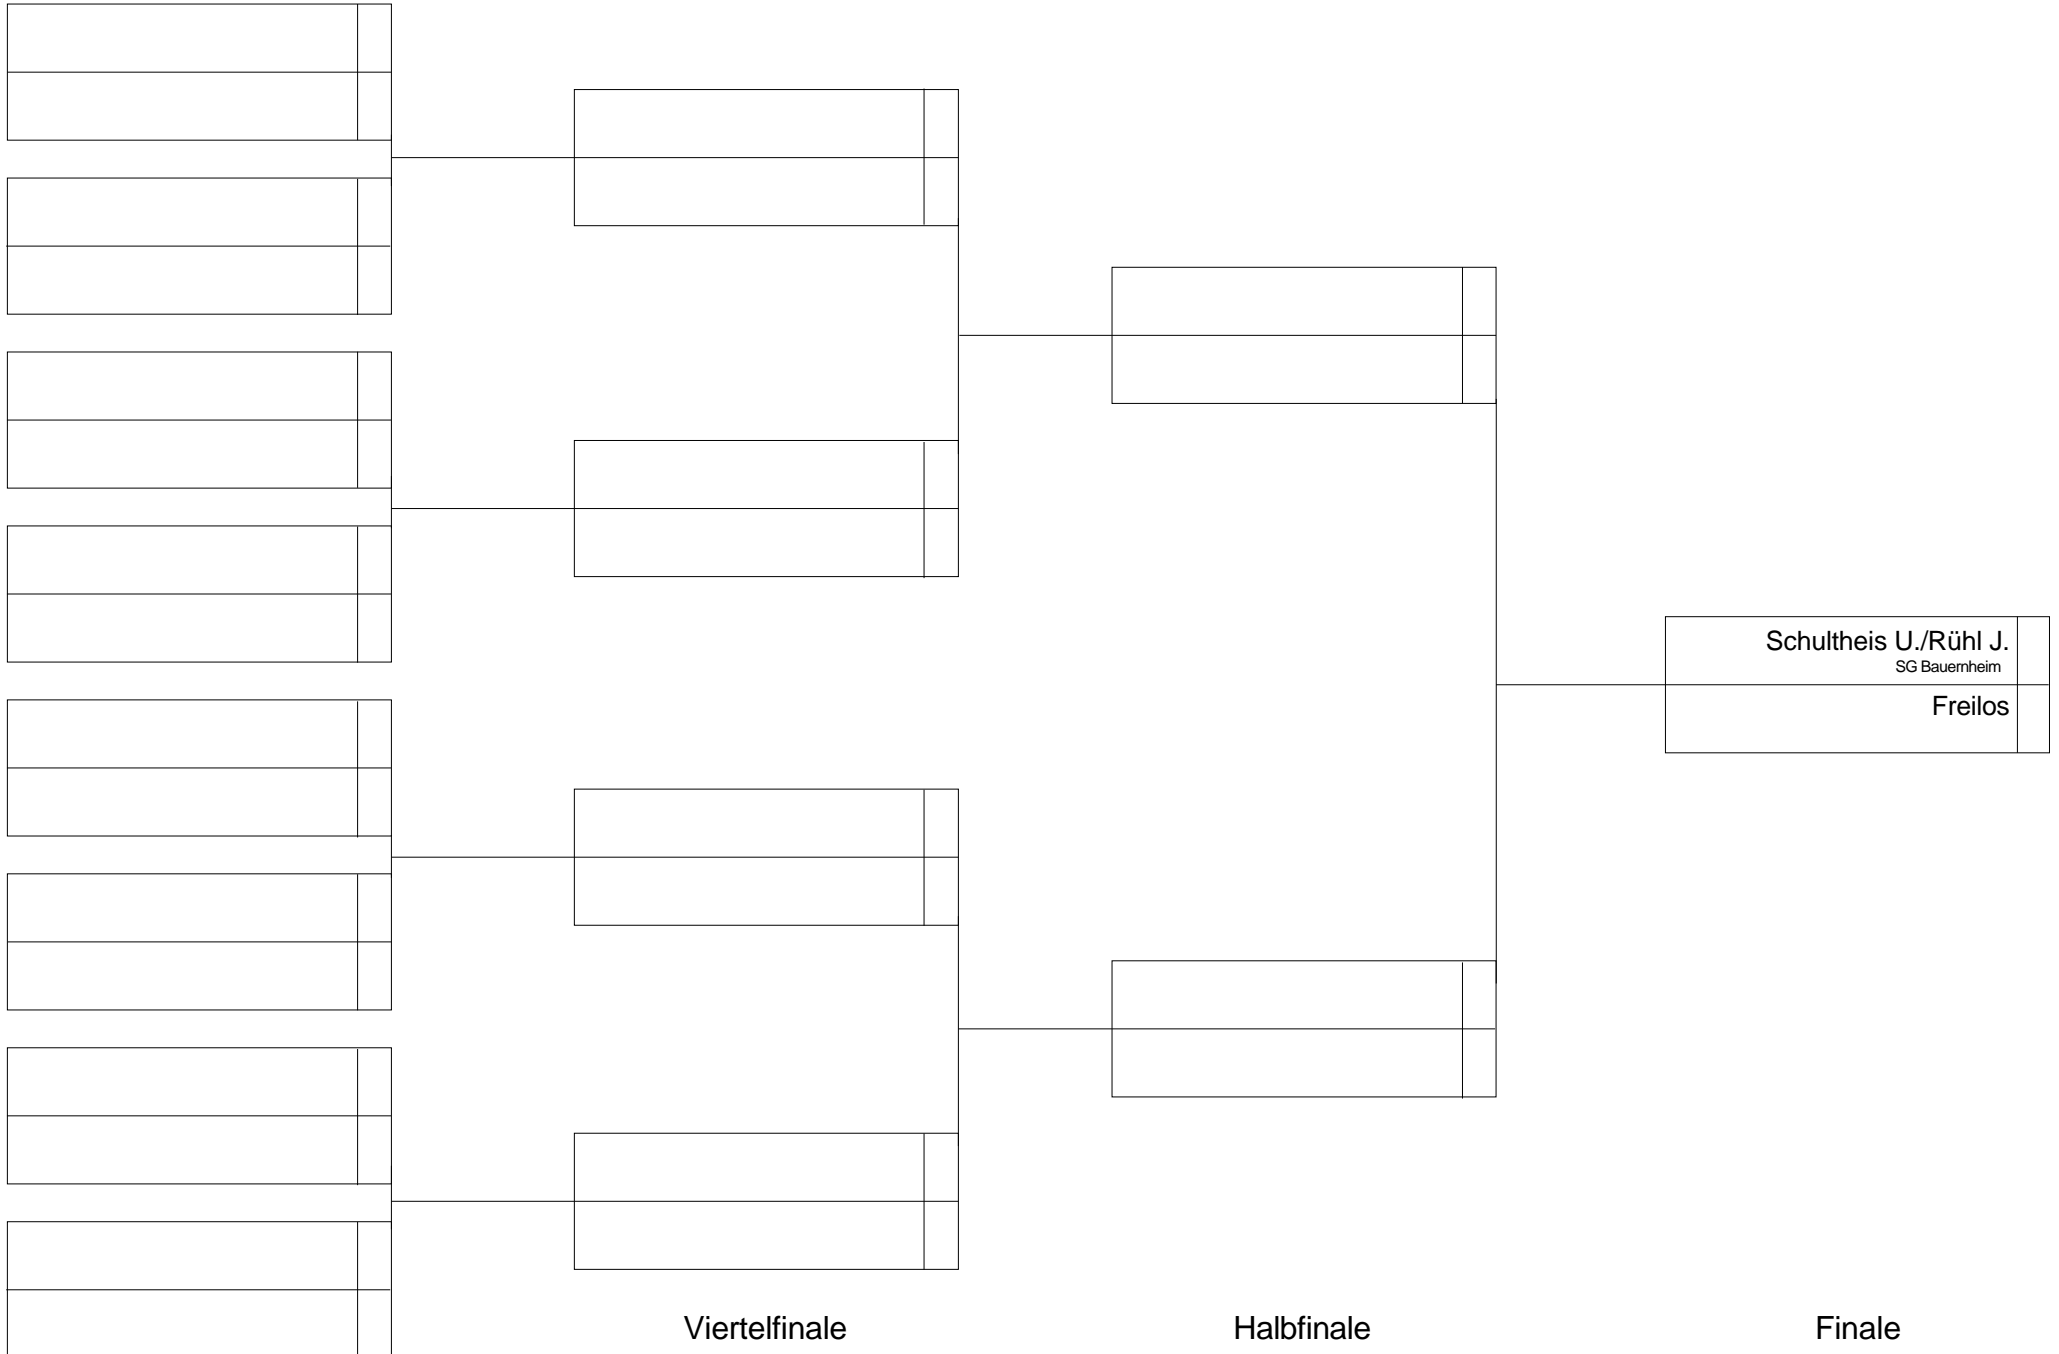 Schultheis U./Rühl J.
SG Bauernheim
Freilos
Viertelfinale
Halbfinale
Finale